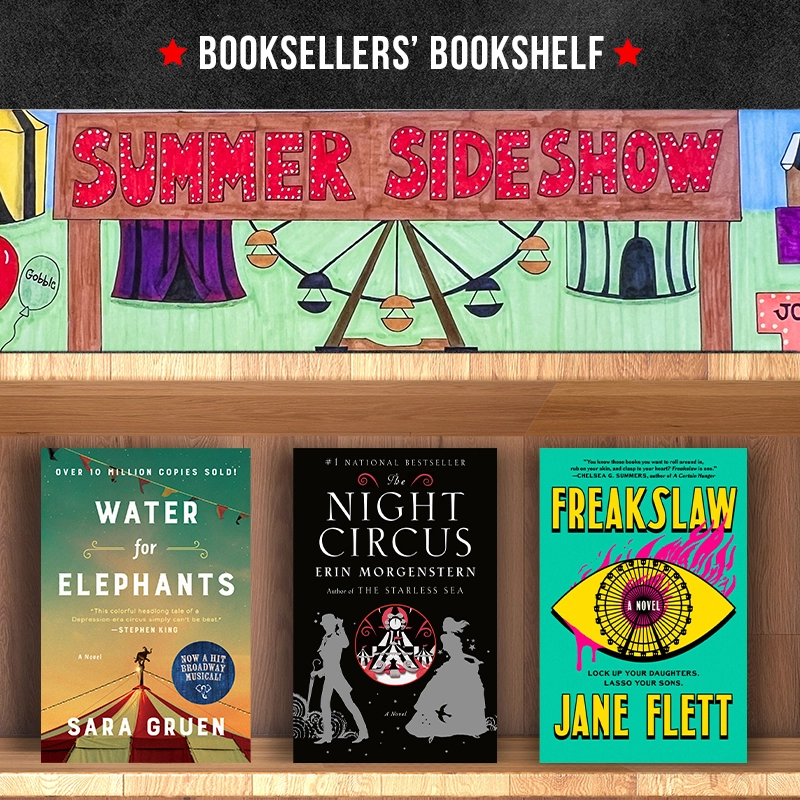 BOOKSELLERS’ BOOKSHELF
SUMMER SIDESHOW
Gobble
JO
OVER 10 MILLION COPIES SOLD!
WATER
for
ELEPHANTS
"This colorful headlong tale of a
Depression-era circus simply can't be beat."
—STEPHEN KING
A Novel
NOW A HIT
BROADWAY
MUSICAL!
SARA GRUEN
#1 NATIONAL BESTSELLER
The
NIGHT
CIRCUS
ERIN MORGENSTERN
Author of THE STARLESS SEA
A Novel
"You know those books you want to roll around in,
rub on your skin, and clasp to your heart? Freakslaw is one."
—CHELSEA G. SUMMERS, author of A Certain Hunger
FREAKSLAW
A NOVEL
LOCK UP YOUR DAUGHTERS.
LASSO YOUR SONS.
JANE FLETT